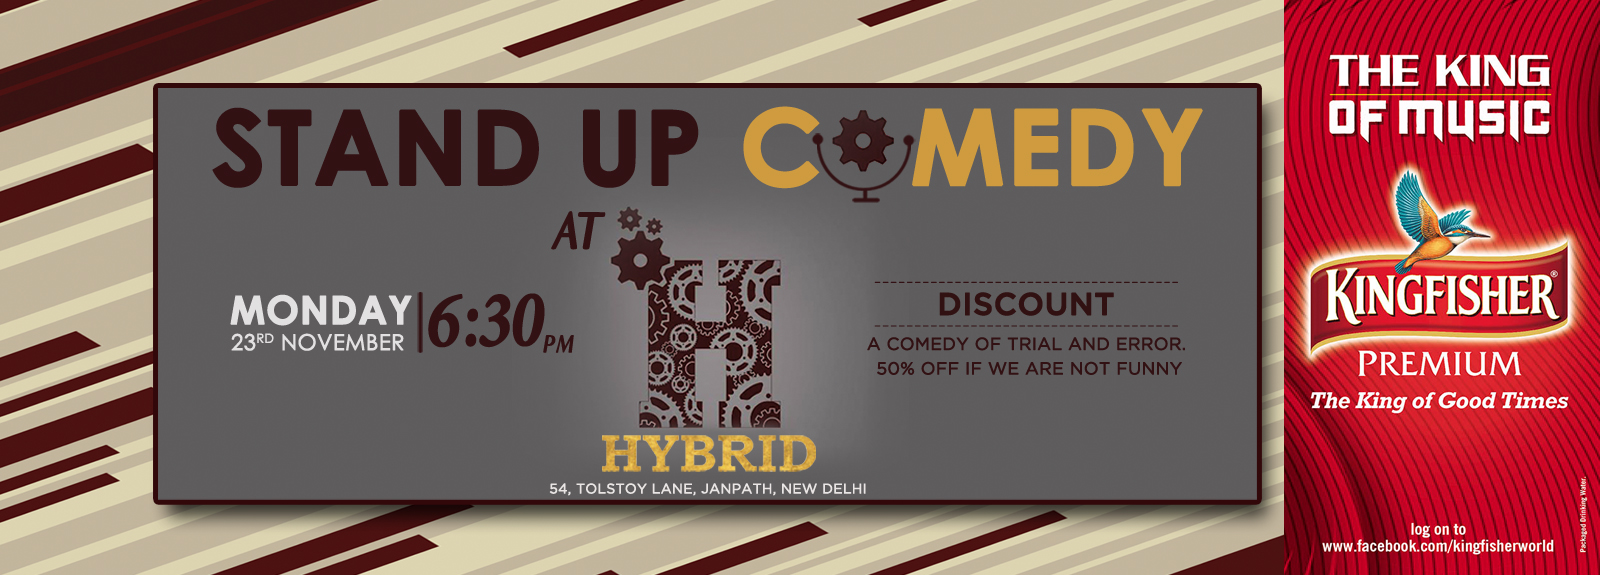 STAND UP COMEDY
AT
H
HYBRID
54, TOLSTOY LANE, JANPATH, NEW DELHI
MONDAY
23RD NOVEMBER
6:30 PM
DISCOUNT
A COMEDY OF TRIAL AND ERROR.
50% OFF IF WE ARE NOT FUNNY
THE KING
OF MUSIC
KINGFISHER®
PREMIUM
The King of Good Times
Packaged Drinking Water.
log on to
www.facebook.com/kingfisherworld